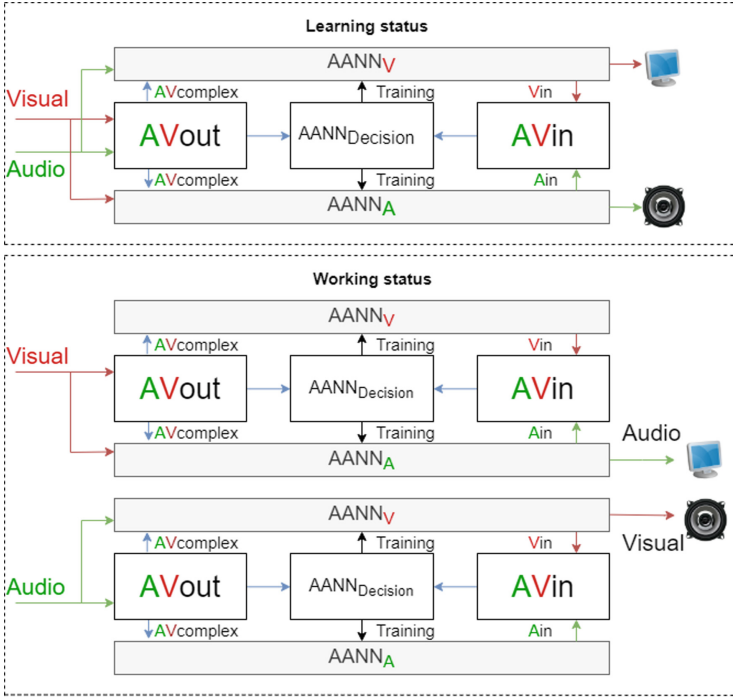 Learning status
AANNV
Visual
AVcomplex
Training
Vin
AVout
AANNDecision
AVin
Audio
AVcomplex
Training
Ain
AANNA
Working status
AANNV
AVcomplex
Training
Vin
Visual
AVout
AANNDecision
AVin
AVcomplex
Training
Ain
Audio
AANNA
AANNV
AVcomplex
Training
Vin
Visual
Audio
AVout
AANNDecision
AVin
AVcomplex
Training
Ain
AANNA